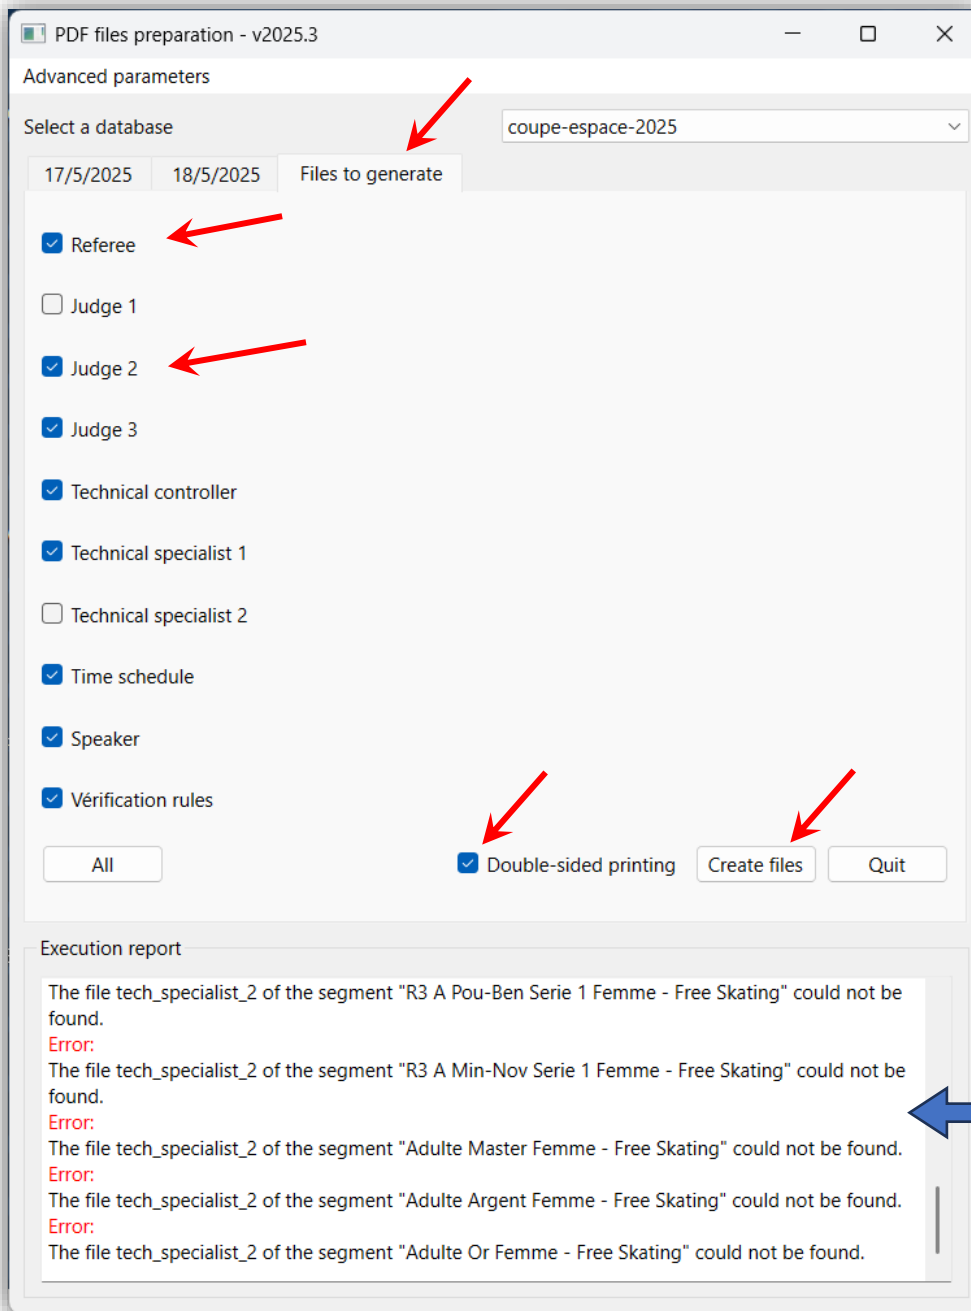 PDF files preparation - v2025.3
Advanced parameters
Select a database
coupe-espace-2025
17/5/2025
18/5/2025
Files to generate
Referee
Judge 1
Judge 2
Judge 3
Technical controller
Technical specialist 1
Technical specialist 2
Time schedule
Speaker
Vérification rules
All
Double-sided printing
Create files
Quit
Execution report
The file tech_specialist_2 of the segment "R3 A Pou-Ben Serie 1 Femme - Free Skating" could not be
found.
Error:
The file tech_specialist_2 of the segment "R3 A Min-Nov Serie 1 Femme - Free Skating" could not be
found.
Error:
The file tech_specialist_2 of the segment "Adulte Master Femme - Free Skating" could not be found.
Error:
The file tech_specialist_2 of the segment "Adulte Argent Femme - Free Skating" could not be found.
Error:
The file tech_specialist_2 of the segment "Adulte Or Femme - Free Skating" could not be found.